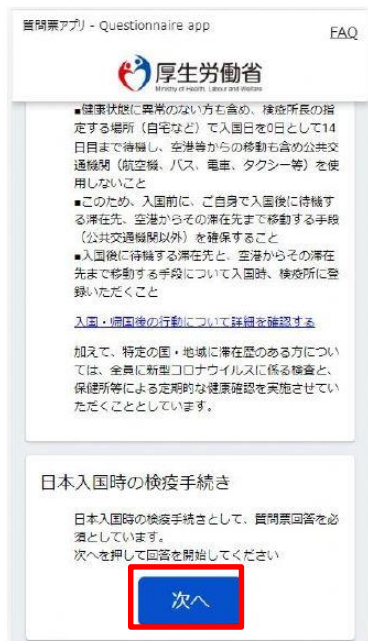 質問票アプリ - Questionnaire app
FAQ
厚生労働省
Ministry of Health, Labour and Welfare
■健康状態に異常のない方も含め、検疫所長の指
定する場所（自宅など）で入国日を0日として14
日目まで待機し、空港等からの移動も含め公共交
通機関（航空機、バス、電車、タクシー等）を使
用しないこと
■このため、入国前に、ご自身で入国後に待機す
る滞在先、空港からその滞在先まで移動する手段
（公共交通機関以外）を確保すること
■入国後に待機する滞在先と、空港からその滞在
先まで移動する手段について入国時、検疫所に登
録いただくこと
入国・帰国後の行動について詳細を確認する
加えて、特定の国・地域に滞在歴のある方につい
ては、全員に新型コロナウイルスに係る検査と、
保健所等による定期的な健康確認を実施させてい
ただくこととしています。
日本入国時の検疫手続き
日本入国時の検疫手続きとして、質問票回答を必
須としています。
次へを押して回答を開始してください
次へ